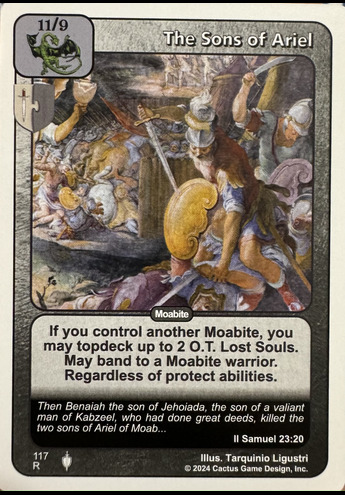 11/9
The Sons of Ariel
Moabite
If you control another Moabite, you
may topdeck up to 2 O.T. Lost Souls.
May band to a Moabite warrior.
Regardless of protect abilities.
Then Benaiah the son of Jehoiada, the son of a valiant
man of Kabzeel, who had done great deeds, killed the
two sons of Ariel of Moab...
II Samuel 23:20
117
R
Illus. Tarquinio Ligustri
© 2024 Cactus Game Design, Inc.